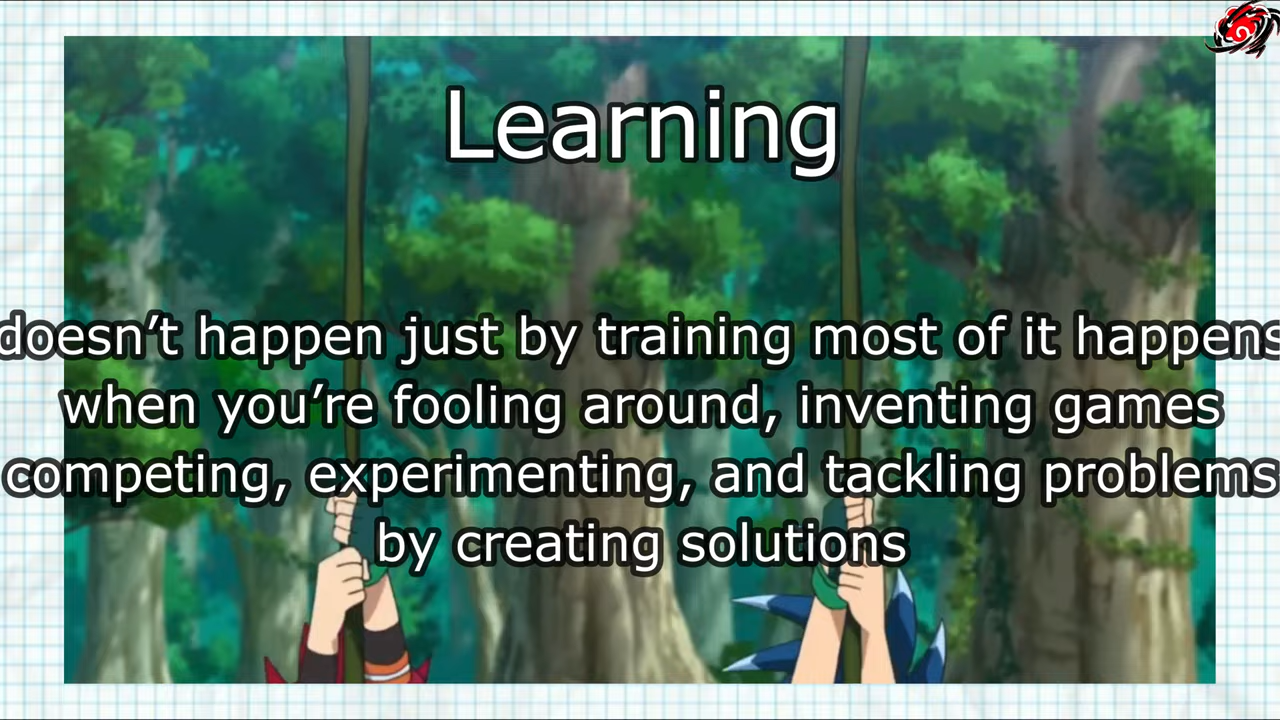 Learning
doesn’t happen just by training most of it happens
when you’re fooling around, inventing games
competing, experimenting, and tackling problems
by creating solutions